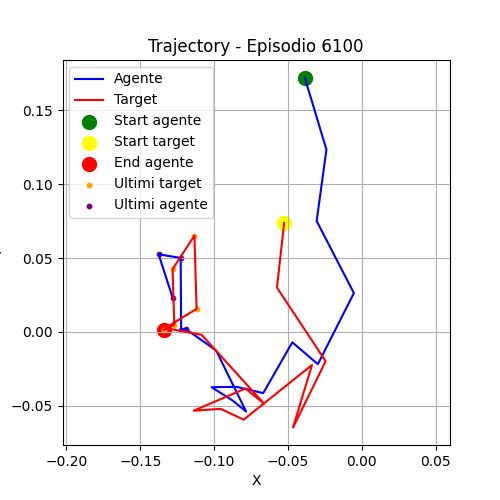 Trajectory - Episodio 6100
Agente
Target
Start agente
Start target
End agente
Ultimi target
Ultimi agente
0.15
0.10
0.05
0.00
−0.05
−0.20
−0.15
−0.10
−0.05
0.00
0.05
X